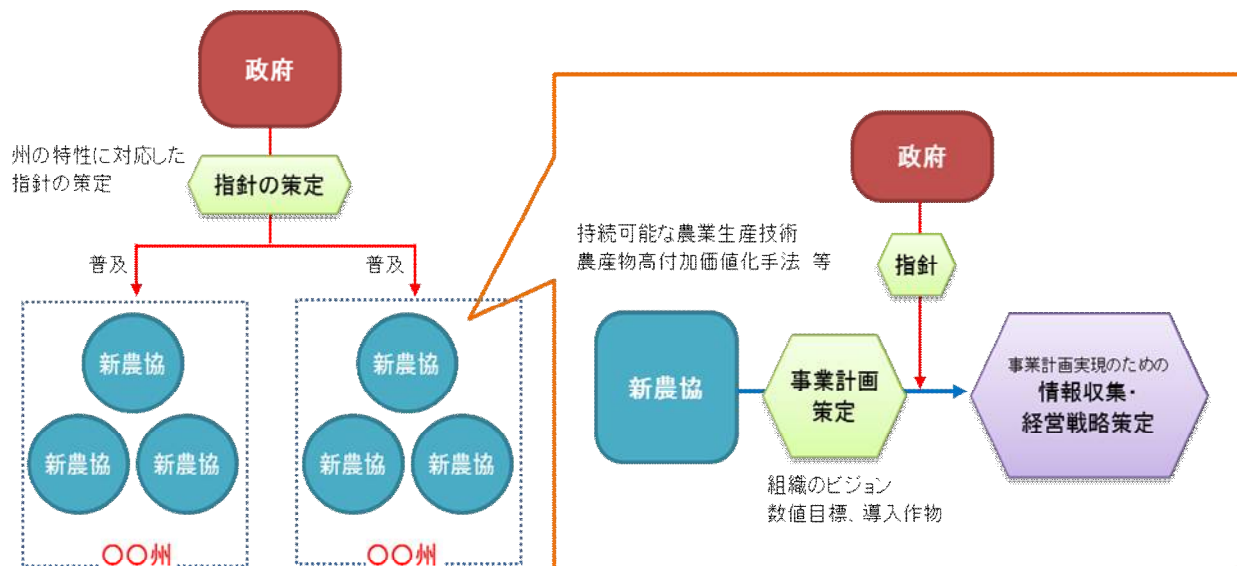 政府
州の特性に対応した
指針の策定
指針の策定
普及
普及
新農協
新農協
新農協
〇〇州
新農協
新農協
新農協
〇〇州
政府
持続可能な農業生産技術
農産物高付加価値化手法 等
指針
新農協
事業計画
策定
事業計画実現のための
情報収集・
経営戦略策定
組織のビジョン
数値目標、導入作物